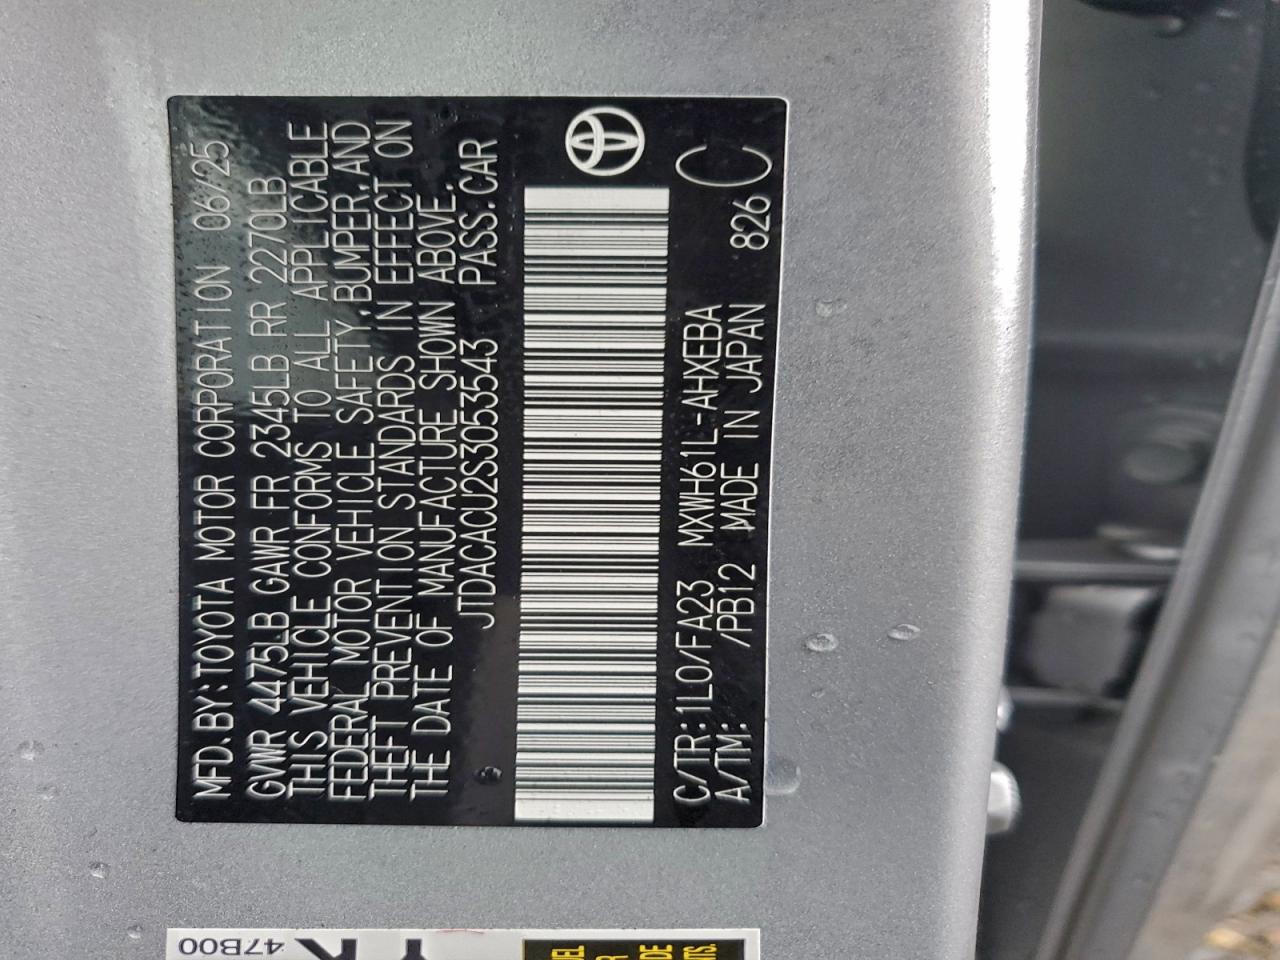 MFD.BY:TOYOTA MOTOR CORPORATION 06/25
GVWR 4475LB GAWR FR 2345LB RR 2270LB
THIS VEHICLE CONFORMS TO ALL APPLICABLE
FEDERAL MOTOR VEHICLE SAFETY,BUMPER,AND
THEFT PREVENTION STANDARDS IN EFFECT ON
THE DATE OF MANUFACTURE SHOWN ABOVE.
JTDACACU2S3053543 PASS.CAR
C/TR:1L0/FA23 MXWH61L-AHXEBA
A/TM: /PB12 MADE IN JAPAN 826 C
47B00